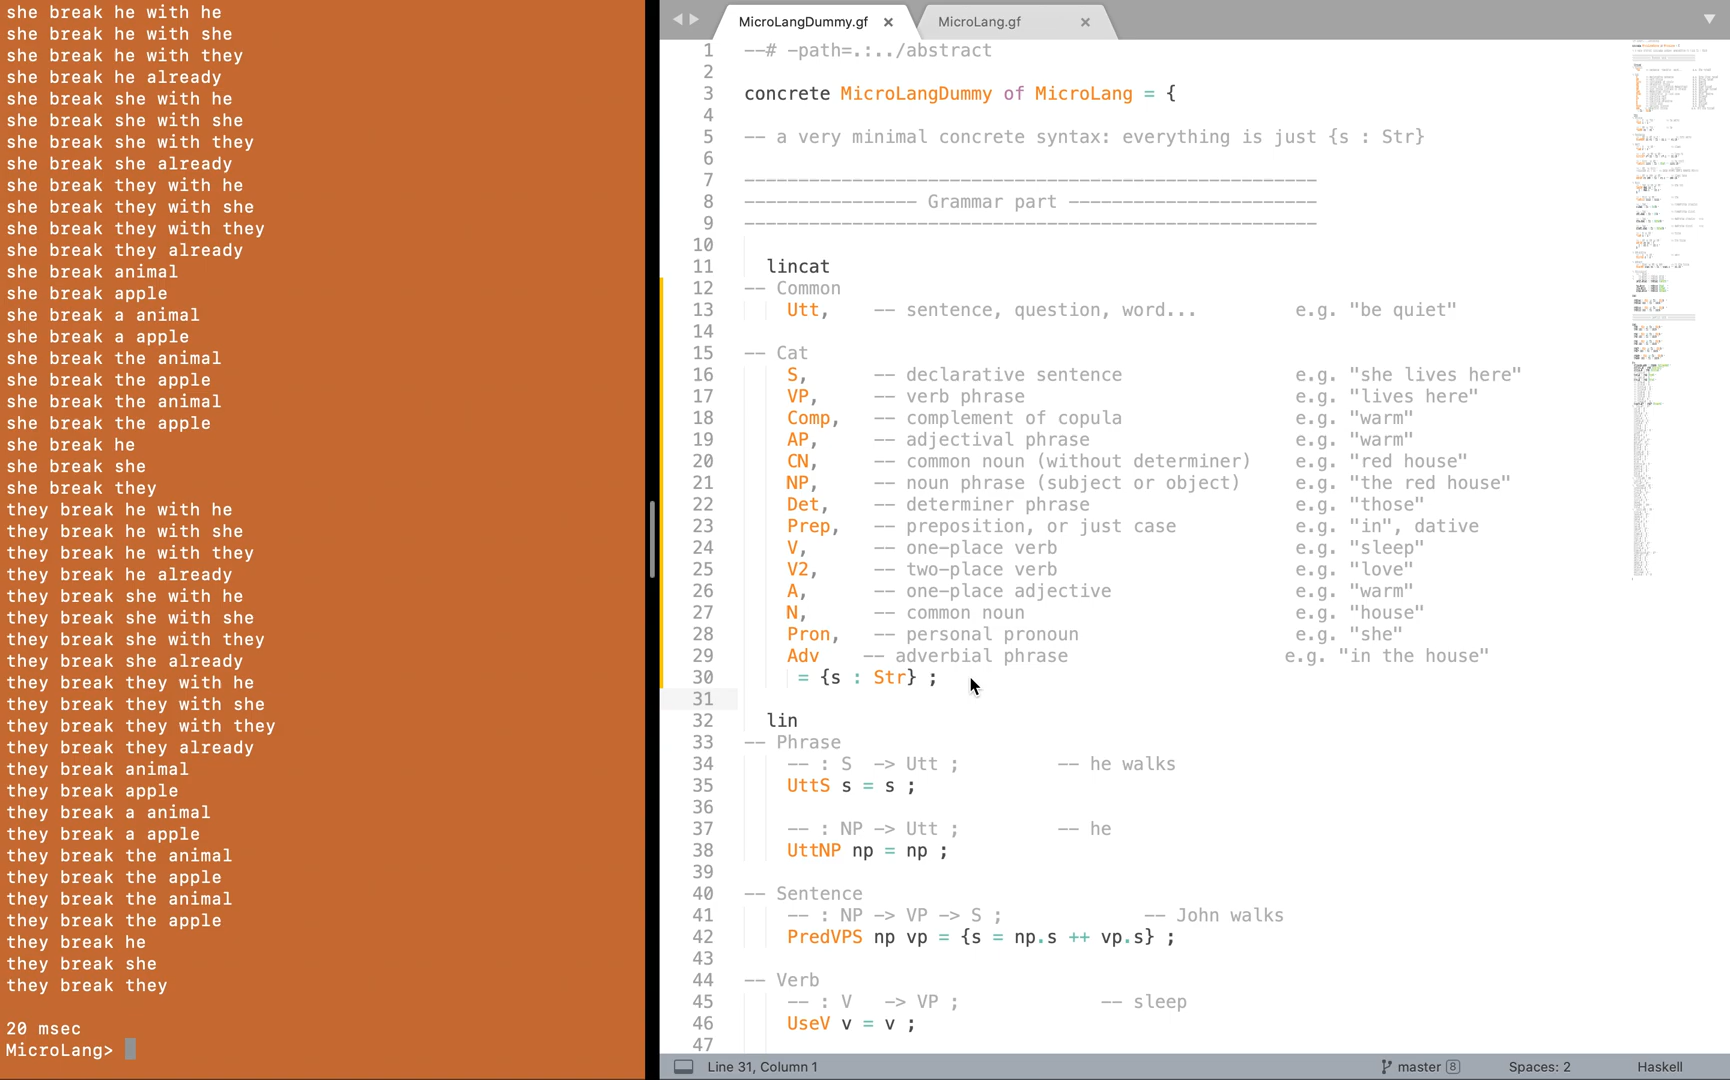 she break he with he
she break he with she
she break he with they
she break he already
she break she with he
she break she with she
she break she with they
she break she already
she break they with he
she break they with she
she break they with they
she break they already
she break animal
she break apple
she break a animal
she break a apple
she break the animal
she break the apple
she break the animal
she break the apple
she break he
she break she
she break they
they break he with he
they break he with she
they break he with they
they break he already
they break she with he
they break she with she
they break she with they
they break she already
they break they with he
they break they with she
they break they with they
they break they already
they break animal
they break apple
they break a animal
they break a apple
they break the animal
they break the apple
they break the animal
they break the apple
they break he
they break she
they break they
20 msec
MicroLang>
MicroLangDummy.gf ×
MicroLang.gf ×
1 --# -path=.:../abstract
2
3 concrete MicroLangDummy of MicroLang = {
4
5 -- a very minimal concrete syntax: everything is just {s : Str}
6
7 -----------------------------------------------------
8 ---------------- Grammar part -----------------------
9 -----------------------------------------------------
10
11 lincat
12 -- Common
13 Utt, -- sentence, question, word... e.g. "be quiet"
14
15 -- Cat
16 S, -- declarative sentence e.g. "she lives here"
17 VP, -- verb phrase e.g. "lives here"
18 Comp, -- complement of copula e.g. "warm"
19 AP, -- adjectival phrase e.g. "warm"
20 CN, -- common noun (without determiner) e.g. "red house"
21 NP, -- noun phrase (subject or object) e.g. "the red house"
22 Det, -- determiner phrase e.g. "those"
23 Prep, -- preposition, or just case e.g. "in", dative
24 V, -- one-place verb e.g. "sleep"
25 V2, -- two-place verb e.g. "love"
26 A, -- one-place adjective e.g. "warm"
27 N, -- common noun e.g. "house"
28 Pron, -- personal pronoun e.g. "she"
29 Adv -- adverbial phrase e.g. "in the house"
30 = {s : Str} ;
31
32 lin
33 -- Phrase
34 -- : S -> Utt ; -- he walks
35 UttS s = s ;
36
37 -- : NP -> Utt ; -- he
38 UttNP np = np ;
39
40 -- Sentence
41 -- : NP -> VP -> S ; -- John walks
42 PredVPS np vp = {s = np.s ++ vp.s} ;
43
44 -- Verb
45 -- : V -> VP ; -- sleep
46 UseV v = v ;
47
Line 31, Column 1
master 8
Spaces: 2
Haskell